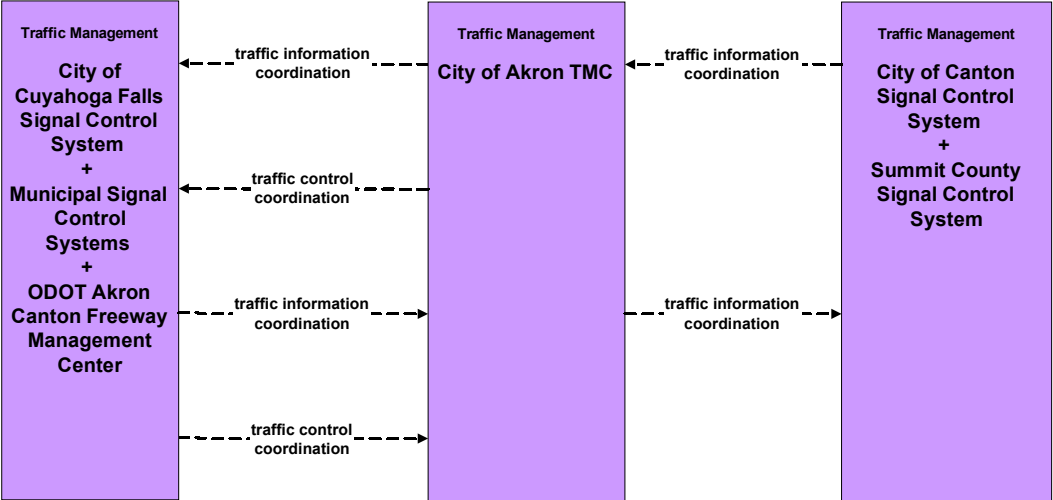 Traffic Management
City of
Cuyahoga Falls
Signal Control
System
+
Municipal Signal
Control
Systems
+
ODOT Akron
Canton Freeway
Management
Center
traffic information
coordination
traffic control
coordination
traffic information
coordination
traffic control
coordination
Traffic Management
City of Akron TMC
traffic information
coordination
traffic information
coordination
Traffic Management
City of Canton
Signal Control
System
+
Summit County
Signal Control
System